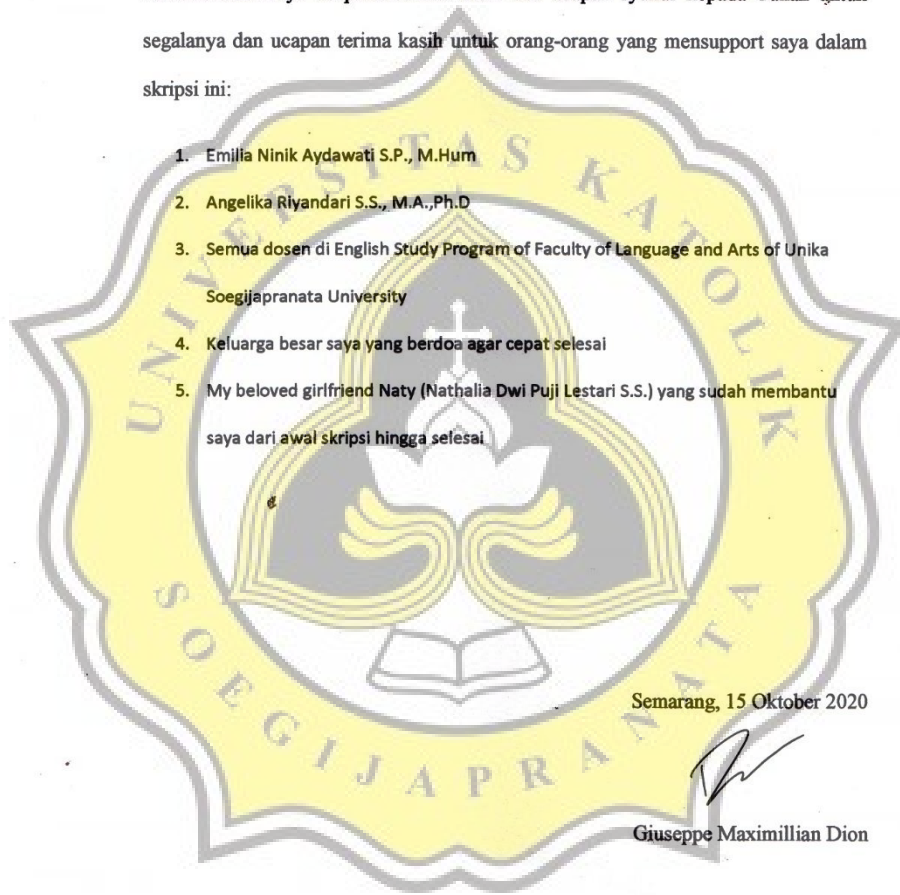 segalanya dan ucapan terima kasih untuk orang-orang yang mensupport saya dalam
skripsi ini:
1. Emilia Ninik Aydawati S.P., M.Hum
2. Angelika Riyandari S.S., M.A.,Ph.D
3. Semua dosen di English Study Program of Faculty of Language and Arts of Unika
Soegijapranata University
4. Keluarga besar saya yang berdoa agar cepat selesai
5. My beloved girlfriend Naty (Nathalia Dwi Puji Lestari S.S.) yang sudah membantu
saya dari awal skripsi hingga selesai
UNIVERSITAS KATOLIK
SOEGIJAPRANATA
Semarang, 15 Oktober 2020
Giuseppe Maximillian Dion